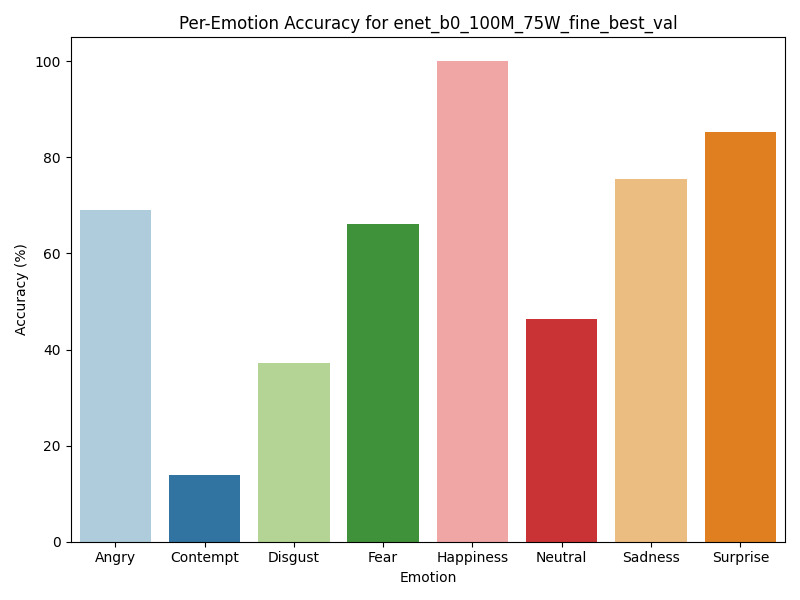 Per-Emotion Accuracy for enet_b0_100M_75W_fine_best_val
100
80
60
40
20
0
Accuracy (%)
Angry Contempt Disgust Fear Happiness Neutral Sadness Surprise
Emotion